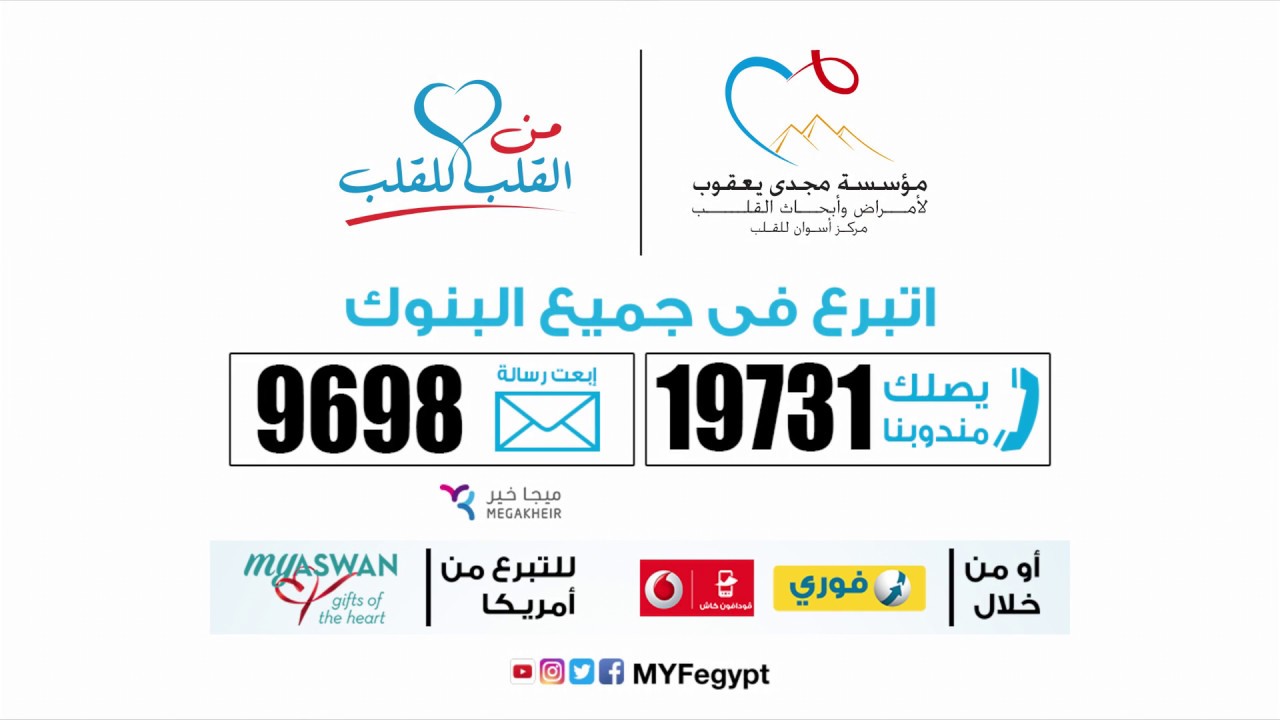 مؤسسة مجدى يعقوب
لأمراض وأبحاث القلب
مركز أسوان للقلب
من
القلب للقلب
اتبرع فى جميع البنوك
يصلك
مندوبنا
19731
إبعت رسالة
9698
ميجا خير
MEGAKHEIR
أو من
خلال
فوري
ڤودافون كاش
للتبرع من
أمريكا
myASWAN
gifts of
the heart
MYFegypt